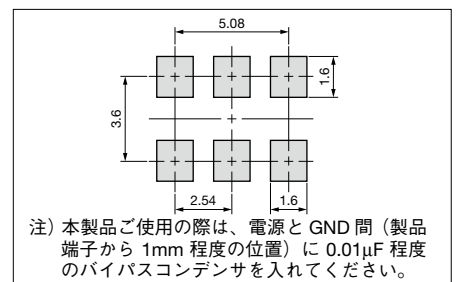 5.08
1.6
3.6
2.54
1.6
注) 本製品ご使用の際は、電源と GND 間（製品
端子から 1mm 程度の位置）に 0.01μF 程度
のバイパスコンデンサを入れてください。